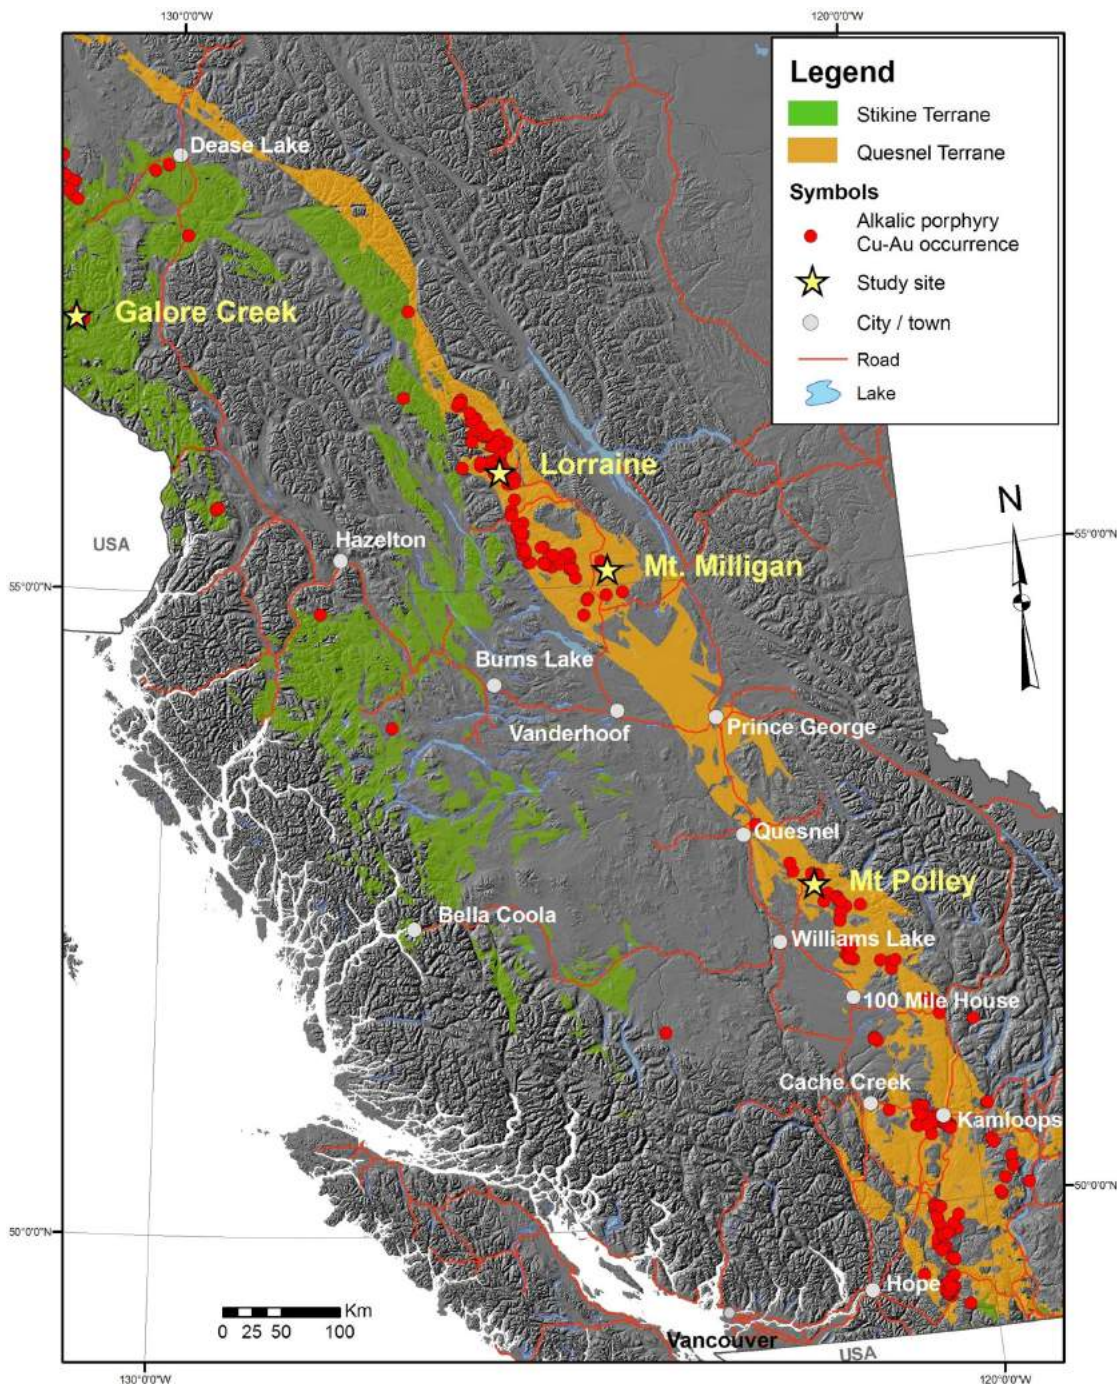 130°0'0"W
120°0'0"W
Legend
Stikine Terrane
Quesnel Terrane
Symbols
Alkalic porphyry
Cu-Au occurrence
Study site
City / town
Road
Lake
Dease Lake
Galore Creek
Lorraine
N
USA
Hazelton
55°0'0"N
Mt. Milligan
55°0'0"N
Burns Lake
Vanderhoof
Prince George
Quesnel
Mt Polley
Bella Coola
Williams Lake
100 Mile House
Cache Creek
Kamloops
50°0'0"N
50°0'0"N
Hope
Km
0 25 50 100
Vancouver
USA
130°0'0"W
120°0'0"W